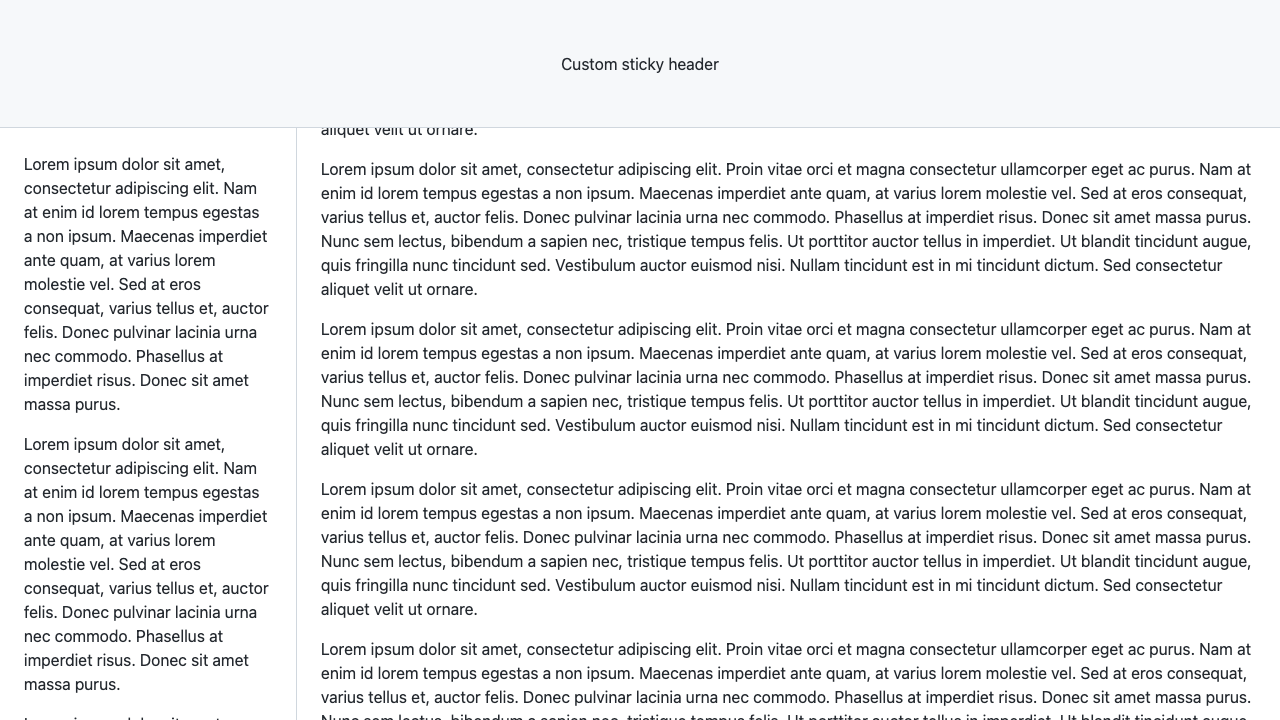 Custom sticky header
Lorem ipsum dolor sit amet,
consectetur adipiscing elit. Nam
at enim id lorem tempus egestas
a non ipsum. Maecenas imperdiet
ante quam, at varius lorem
molestie vel. Sed at eros
consequat, varius tellus et, auctor
felis. Donec pulvinar lacinia urna
nec commodo. Phasellus at
imperdiet risus. Donec sit amet
massa purus.
Lorem ipsum dolor sit amet,
consectetur adipiscing elit. Nam
at enim id lorem tempus egestas
a non ipsum. Maecenas imperdiet
ante quam, at varius lorem
molestie vel. Sed at eros
consequat, varius tellus et, auctor
felis. Donec pulvinar lacinia urna
nec commodo. Phasellus at
imperdiet risus. Donec sit amet
massa purus.
aliquet velit ut ornare.
Lorem ipsum dolor sit amet, consectetur adipiscing elit. Proin vitae orci et magna consectetur ullamcorper eget ac purus. Nam at
enim id lorem tempus egestas a non ipsum. Maecenas imperdiet ante quam, at varius lorem molestie vel. Sed at eros consequat,
varius tellus et, auctor felis. Donec pulvinar lacinia urna nec commodo. Phasellus at imperdiet risus. Donec sit amet massa purus.
Nunc sem lectus, bibendum a sapien nec, tristique tempus felis. Ut porttitor auctor tellus in imperdiet. Ut blandit tincidunt augue,
quis fringilla nunc tincidunt sed. Vestibulum auctor euismod nisi. Nullam tincidunt est in mi tincidunt dictum. Sed consectetur
aliquet velit ut ornare.
Lorem ipsum dolor sit amet, consectetur adipiscing elit. Proin vitae orci et magna consectetur ullamcorper eget ac purus. Nam at
enim id lorem tempus egestas a non ipsum. Maecenas imperdiet ante quam, at varius lorem molestie vel. Sed at eros consequat,
varius tellus et, auctor felis. Donec pulvinar lacinia urna nec commodo. Phasellus at imperdiet risus. Donec sit amet massa purus.
Nunc sem lectus, bibendum a sapien nec, tristique tempus felis. Ut porttitor auctor tellus in imperdiet. Ut blandit tincidunt augue,
quis fringilla nunc tincidunt sed. Vestibulum auctor euismod nisi. Nullam tincidunt est in mi tincidunt dictum. Sed consectetur
aliquet velit ut ornare.
Lorem ipsum dolor sit amet, consectetur adipiscing elit. Proin vitae orci et magna consectetur ullamcorper eget ac purus. Nam at
enim id lorem tempus egestas a non ipsum. Maecenas imperdiet ante quam, at varius lorem molestie vel. Sed at eros consequat,
varius tellus et, auctor felis. Donec pulvinar lacinia urna nec commodo. Phasellus at imperdiet risus. Donec sit amet massa purus.
Nunc sem lectus, bibendum a sapien nec, tristique tempus felis. Ut porttitor auctor tellus in imperdiet. Ut blandit tincidunt augue,
quis fringilla nunc tincidunt sed. Vestibulum auctor euismod nisi. Nullam tincidunt est in mi tincidunt dictum. Sed consectetur
aliquet velit ut ornare.
Lorem ipsum dolor sit amet, consectetur adipiscing elit. Proin vitae orci et magna consectetur ullamcorper eget ac purus. Nam at
enim id lorem tempus egestas a non ipsum. Maecenas imperdiet ante quam, at varius lorem molestie vel. Sed at eros consequat,
varius tellus et, auctor felis. Donec pulvinar lacinia urna nec commodo. Phasellus at imperdiet risus. Donec sit amet massa purus.